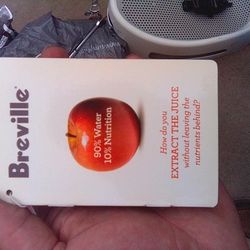 Breville
90% Water
10% Nutrition
How do you
EXTRACT THE JUICE
without leaving the
nutrients behind?